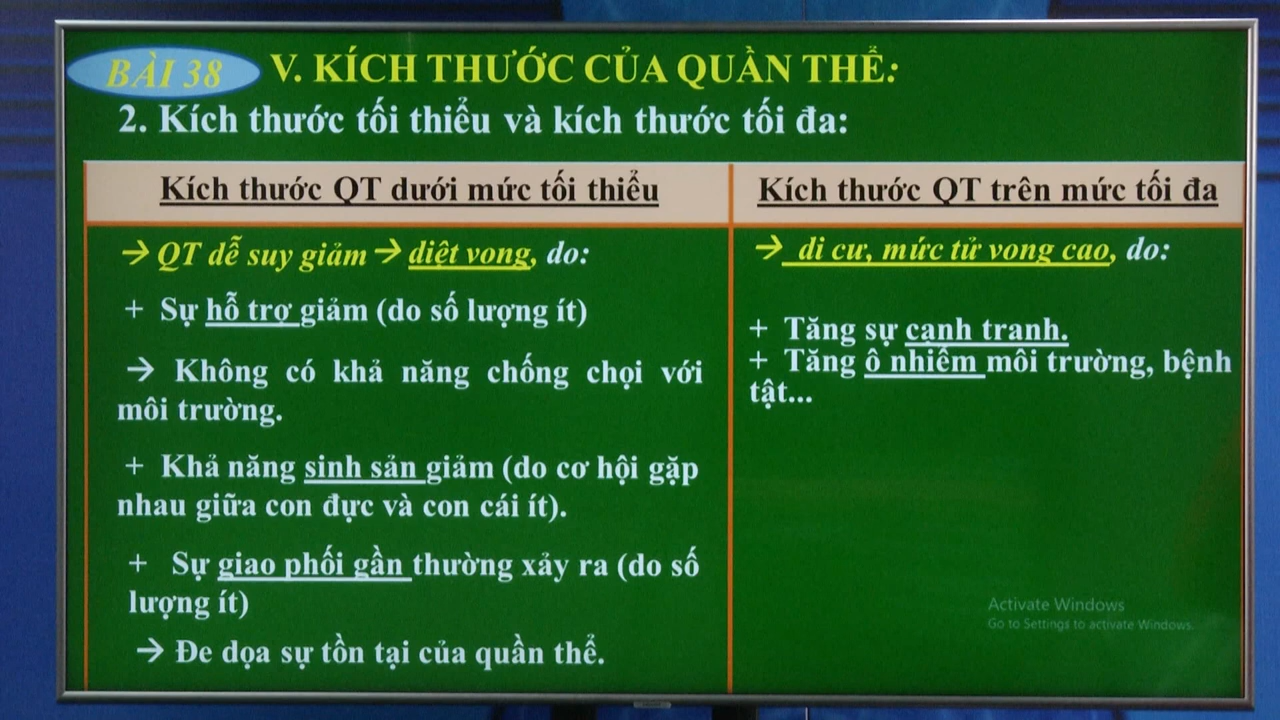 BÀI 38 V. KÍCH THƯỚC CỦA QUẦN THỂ:
2. Kích thước tối thiểu và kích thước tối đa:
Kích thước QT dưới mức tối thiểu
→ QT dễ suy giảm → diệt vong, do:
+ Sự hỗ trợ giảm (do số lượng ít)
→ Không có khả năng chống chọi với
môi trường.
+ Khả năng sinh sản giảm (do cơ hội gặp
nhau giữa con đực và con cái ít).
+ Sự giao phối gần thường xảy ra (do số
lượng ít)
→ Đe dọa sự tồn tại của quần thể.
Kích thước QT trên mức tối đa
→ di cư, mức tử vong cao, do:
+ Tăng sự cạnh tranh.
+ Tăng ô nhiễm môi trường, bệnh
tật...
Activate Windows
Go to Settings to activate Windows.